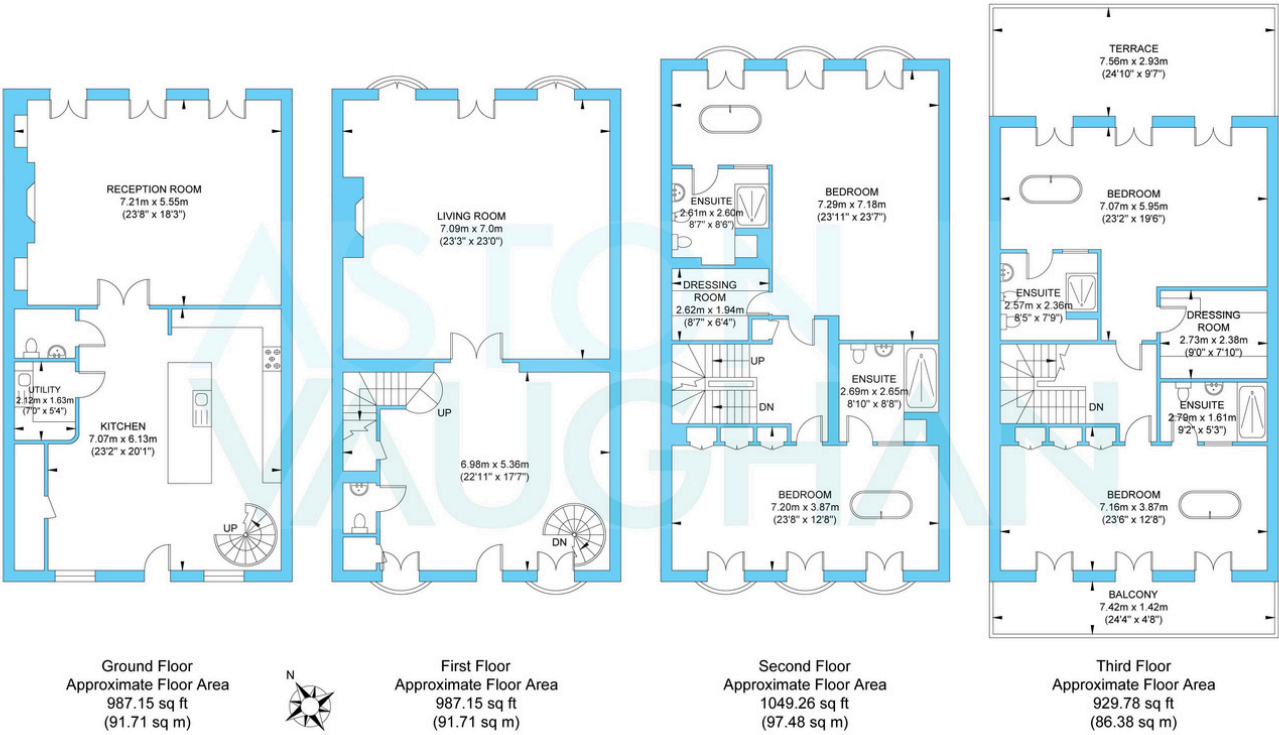 RECEPTION ROOM
7.21m x 5.55m
(23'8" x 18'3")
UTILITY
2.12m x 1.63m
(7'0" x 5'4")
KITCHEN
7.07m x 6.13m
(23'2" x 20'1")
UP
Ground Floor
Approximate Floor Area
987.15 sq ft
(91.71 sq m)
LIVING ROOM
7.09m x 7.0m
(23'3" x 23'0")
UP
6.98m x 5.36m
(22'11" x 17'7")
DN
First Floor
Approximate Floor Area
987.15 sq ft
(91.71 sq m)
N
BEDROOM
7.29m x 7.18m
(23'11" x 23'7")
ENSUITE
2.61m x 2.60m
8'7" x 8'6")
DRESSING
ROOM
2.62m x 1.94m
(8'7" x 6'4")
UP
DN
ENSUITE
2.69m x 2.65m
8'10" x 8'8")
BEDROOM
7.20m x 3.87m
(23'8" x 12'8")
Second Floor
Approximate Floor Area
1049.26 sq ft
(97.48 sq m)
TERRACE
7.56m x 2.93m
(24'10" x 9'7")
BEDROOM
7.07m x 5.95m
(23'2" x 19'6")
ENSUITE
2.57m x 2.36m
8'5" x 7'9")
DRESSING
ROOM
2.73m x 2.38m
(9'0" x 7'10")
DN
ENSUITE
2.79m x 1.61m
9'2" x 5'3")
BEDROOM
7.16m x 3.87m
(23'6" x 12'8")
BALCONY
7.42m x 1.42m
(24'4" x 4'8")
Third Floor
Approximate Floor Area
929.78 sq ft
(86.38 sq m)
ASTON
VAUGHAN